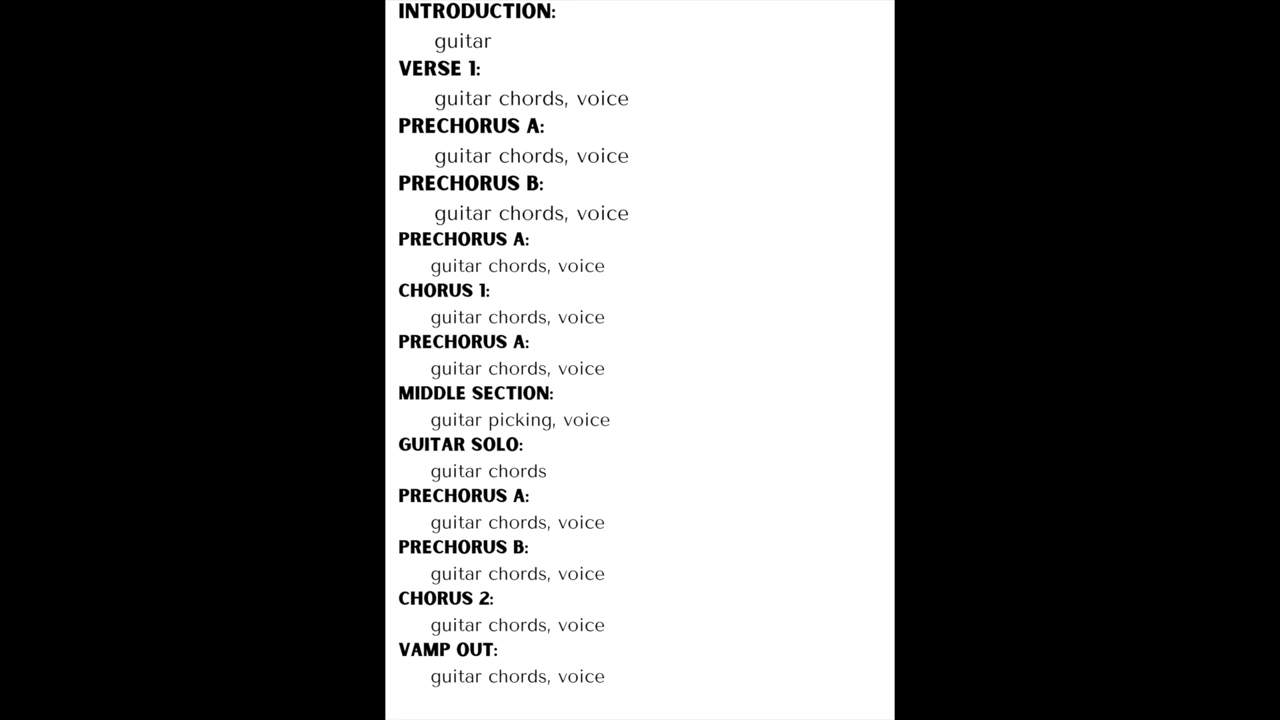 INTRODUCTION:
guitar
VERSE 1:
guitar chords, voice
PRECHORUS A:
guitar chords, voice
PRECHORUS B:
guitar chords, voice
PRECHORUS A:
guitar chords, voice
CHORUS 1:
guitar chords, voice
PRECHORUS A:
guitar chords, voice
MIDDLE SECTION:
guitar picking, voice
GUITAR SOLO:
guitar chords
PRECHORUS A:
guitar chords, voice
PRECHORUS B:
guitar chords, voice
CHORUS 2:
guitar chords, voice
VAMP OUT:
guitar chords, voice